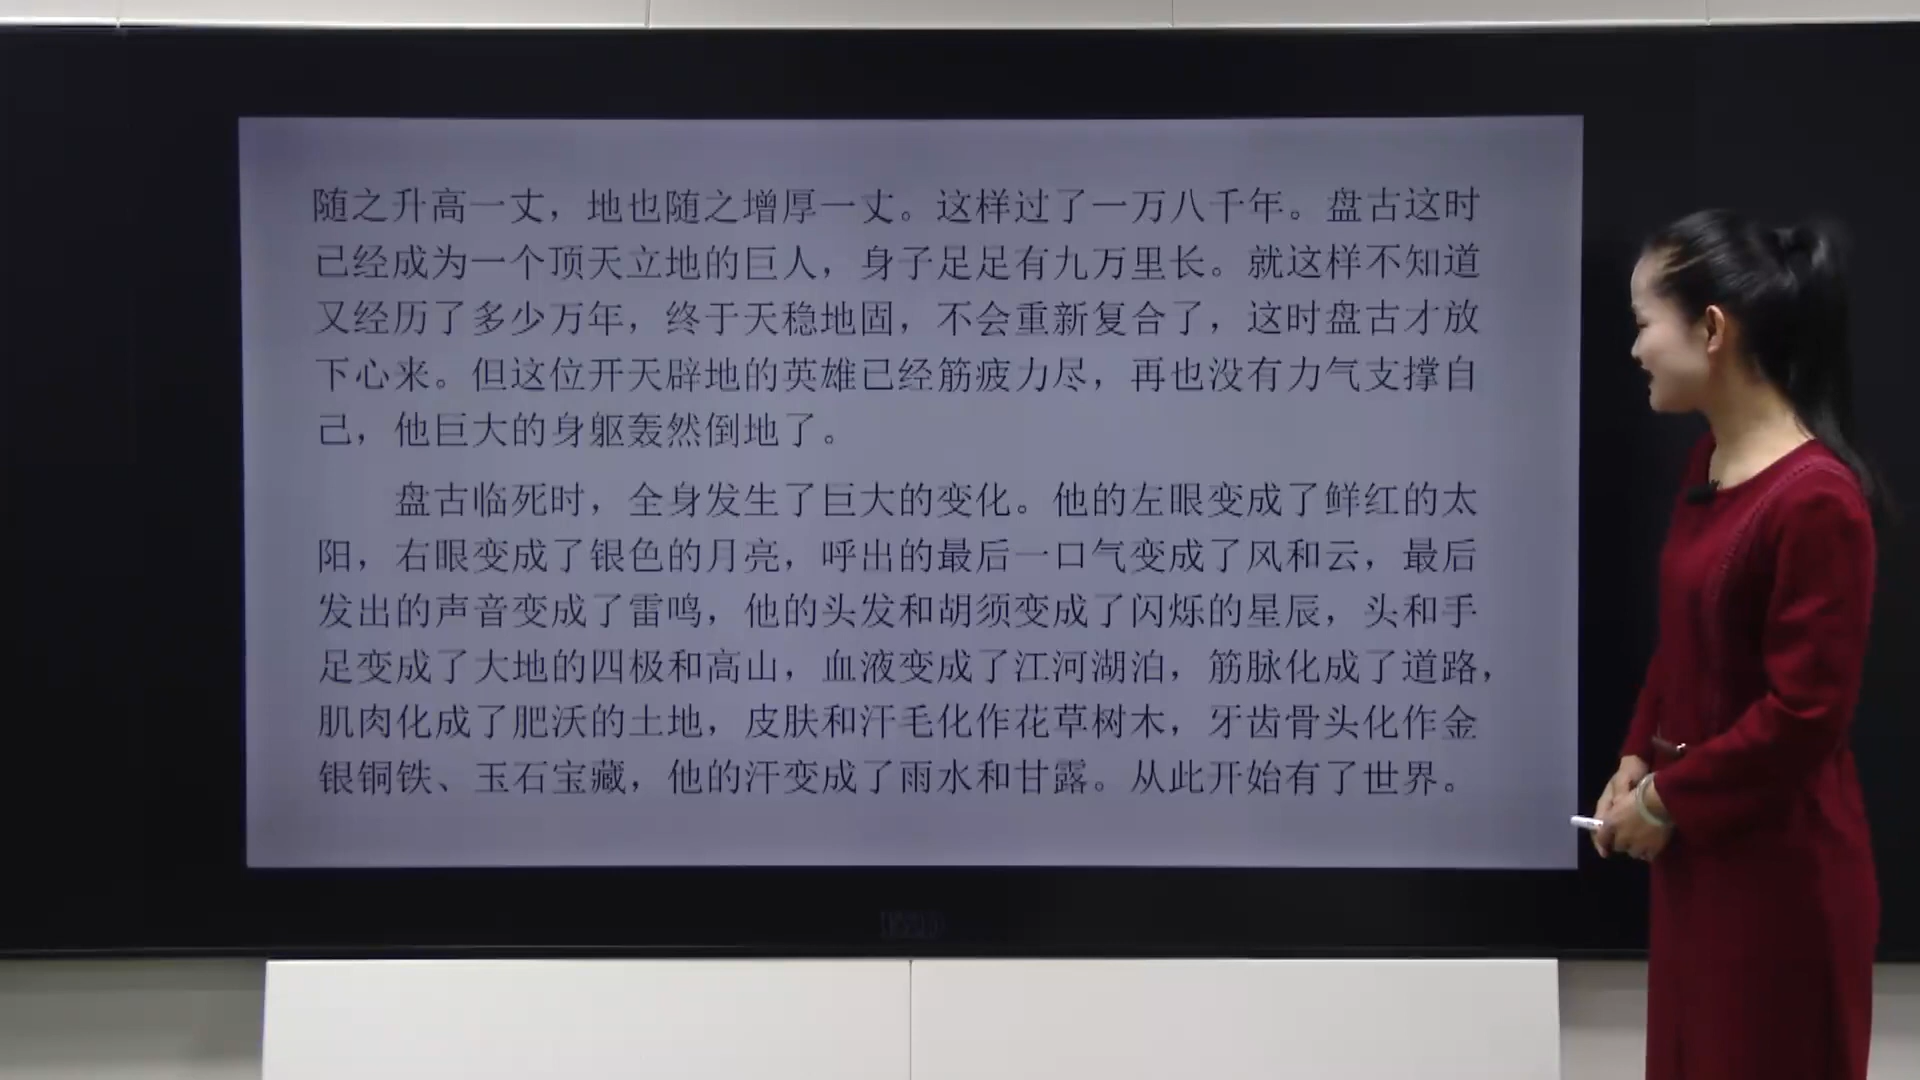 随之升高一丈，地也随之增厚一丈。这样过了一万八千年。盘古这时
已经成为一个顶天立地的巨人，身子足足有九万里长。就这样不知道
又经历了多少万年，终于天稳地固，不会重新复合了，这时盘古才放
下心来。但这位开天辟地的英雄已经筋疲力尽，再也没有力气支撑自
己，他巨大的身躯轰然倒地了。
盘古临死时，全身发生了巨大的变化。他的左眼变成了鲜红的太
阳，右眼变成了银色的月亮，呼出的最后一口气变成了风和云，最后
发出的声音变成了雷鸣，他的头发和胡须变成了闪烁的星辰，头和手
足变成了大地的四极和高山，血液变成了江河湖泊，筋脉化成了道路，
肌肉化成了肥沃的土地，皮肤和汗毛化作花草树木，牙齿骨头化作金
银铜铁、玉石宝藏，他的汗变成了雨水和甘露。从此开始有了世界。